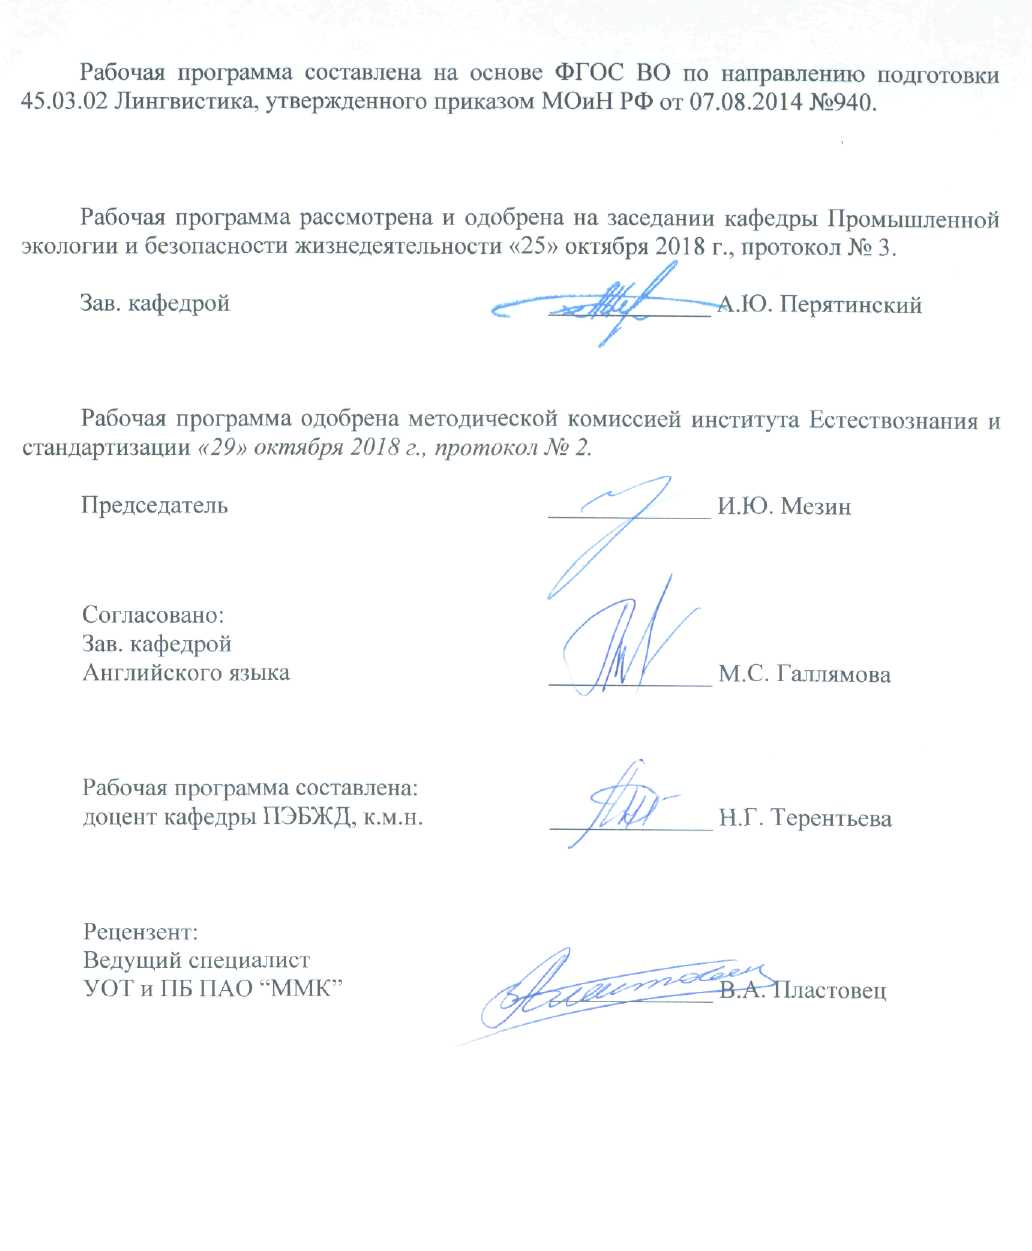 Рабочая программа составлена на основе ФГОС ВО по направлению подготовки
45.03.02 Лингвистика, утвержденного приказом МОиН РФ от 07.08.2014 №940.
Рабочая программа рассмотрена и одобрена на заседании кафедры Промышленной
экологии и безопасности жизнедеятельности «25» октября 2018 г., протокол № 3.
Зав. кафедрой А.Ю. Перятинский
Рабочая программа одобрена методической комиссией института Естествознания и
стандартизации «29» октября 2018 г., протокол № 2.
Председатель И.Ю. Мезин
Согласовано:
Зав. кафедрой
Английского языка М.С. Галлямова
Рабочая программа составлена:
доцент кафедры ПЭБЖД, к.м.н. Н.Г. Терентьева
Рецензент:
Ведущий специалист
УОТ и ПБ ПАО “ММК” В.А. Пластовец